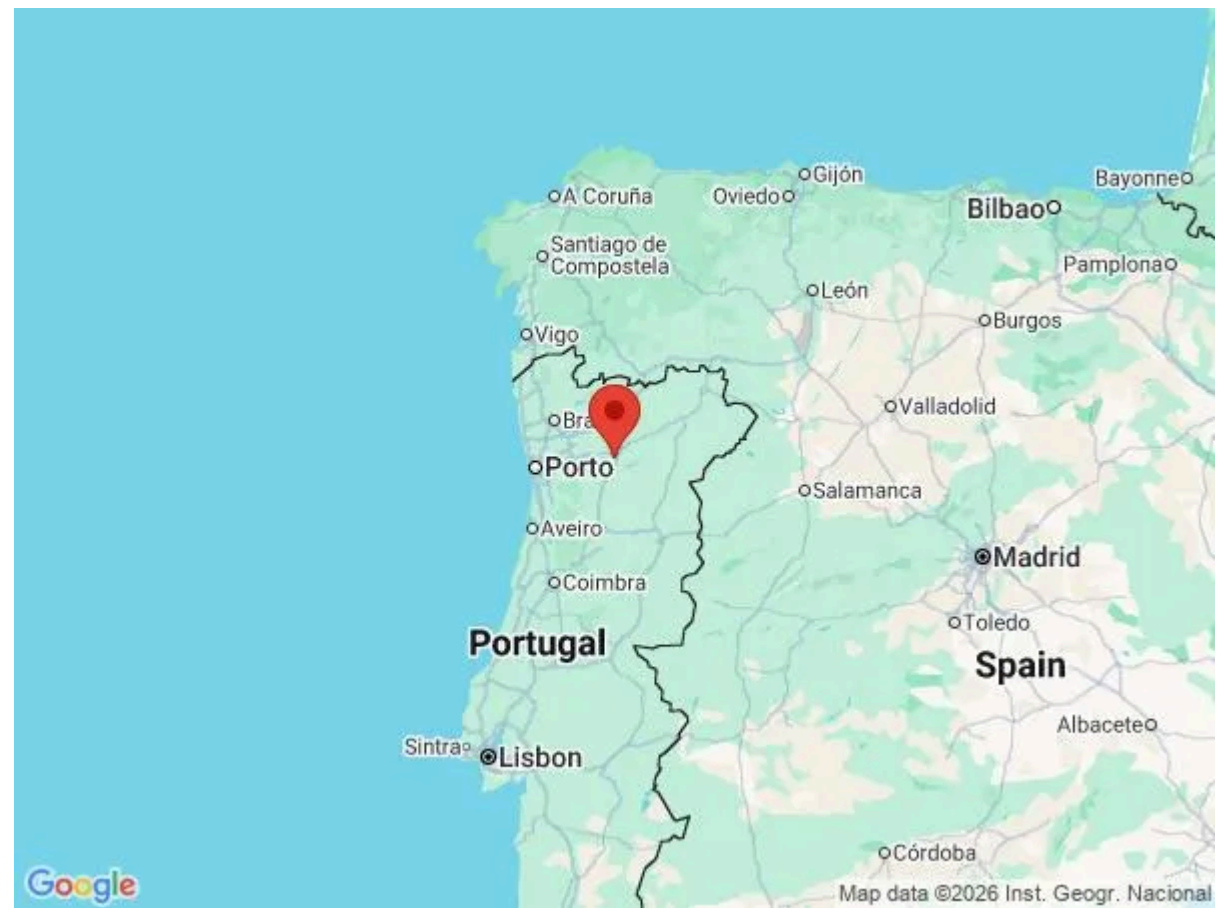 Gijón
A Coruña
Oviedo
Bayonne
Bilbao
Santiago de
Compostela
Pamplona
León
Burgos
Vigo
Valladolid
Bra
Porto
Salamanca
Aveiro
Madrid
Coimbra
Toledo
Portugal
Spain
Albacete
Sintra
Lisbon
Córdoba
Google
Map data ©2026 Inst. Geogr. Nacional